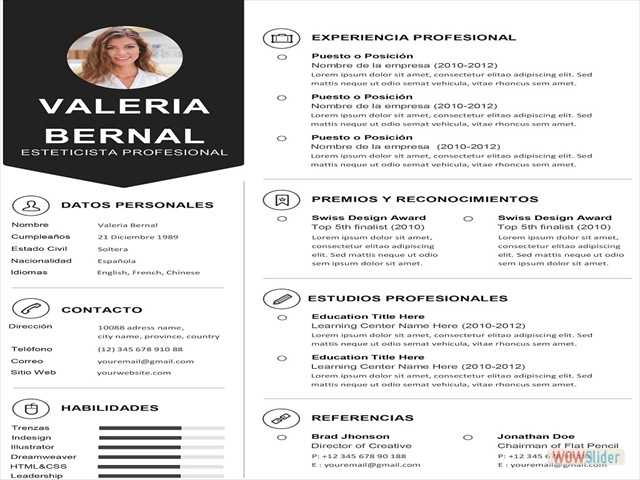 VALERIA
BERNAL
ESTETICISTA PROFESIONAL
DATOS PERSONALES
Nombre Valeria Bernal
Cumpleaños 21 Diciembre 1989
Estado Civil Soltera
Nacionalidad Española
Idiomas English, French, Chinese
CONTACTO
Dirección 10088 adress name,
city name, province, country
Teléfono (12) 345 678 910 88
Correo youremail@gmail.com
Sitio Web yourwebsite.com
HABILIDADES
Trenzas
Indesign
Illustrator
Dreamweaver
HTML&CSS
Leadership
EXPERIENCIA PROFESIONAL
Puesto o Posición
Nombre de la empresa (2010-2012)
Lorem ipsum dolor sit amet, consectetur elitao adipiscing elit. Sed
mattis neque ut odio semat vehicula, vitae rhoncus sem amet.
Puesto o Posición
Nombre de la empresa (2010-2012)
Lorem ipsum dolor sit amet, consectetur elitao adipiscing elit. Sed
mattis neque ut odio semat vehicula, vitae rhoncus sem amet.
Puesto o Posición
Nombre de la empresa (2010-2012)
Lorem ipsum dolor sit amet, consectetur elitao adipiscing elit. Sed
mattis neque ut odio semat vehicula, vitae rhoncus sem amet.
PREMIOS Y RECONOCIMIENTOS
Swiss Design Award
Top 5th finalist (2010)
Lorem ipsum dolor sit amet,
consectetur elitao adipiscing
elit. Sed mattis neque ut odio
sem ipsum dolor sit amet.
Swiss Design Award
Top 5th finalist (2010)
Lorem ipsum dolor sit amet,
consectetur elitao adipiscing
elit. Sed mattis neque ut odio
sem ipsum dolor sit amet.
ESTUDIOS PROFESIONALES
Education Title Here
Learning Center Name Here (2010-2012)
Lorem ipsum dolor sit amet, consectetur elitao adipiscing elit. Sed
mattis neque ut odio semat vehicula, vitae rhoncus sem amet.
Education Title Here
Learning Center Name Here (2010-2012)
Lorem ipsum dolor sit amet, consectetur elitao adipiscing elit. Sed
mattis neque ut odio semat vehicula, vitae rhoncus sem amet.
REFERENCIAS
Brad Jhonson
Director of Creative
P: +12 345 678 90 188
E : youremail@gmail.com
Jonathan Doe
Chairman of Flat Pencil
P: +12 345
E : youremail@gmail.com
WOWSlider